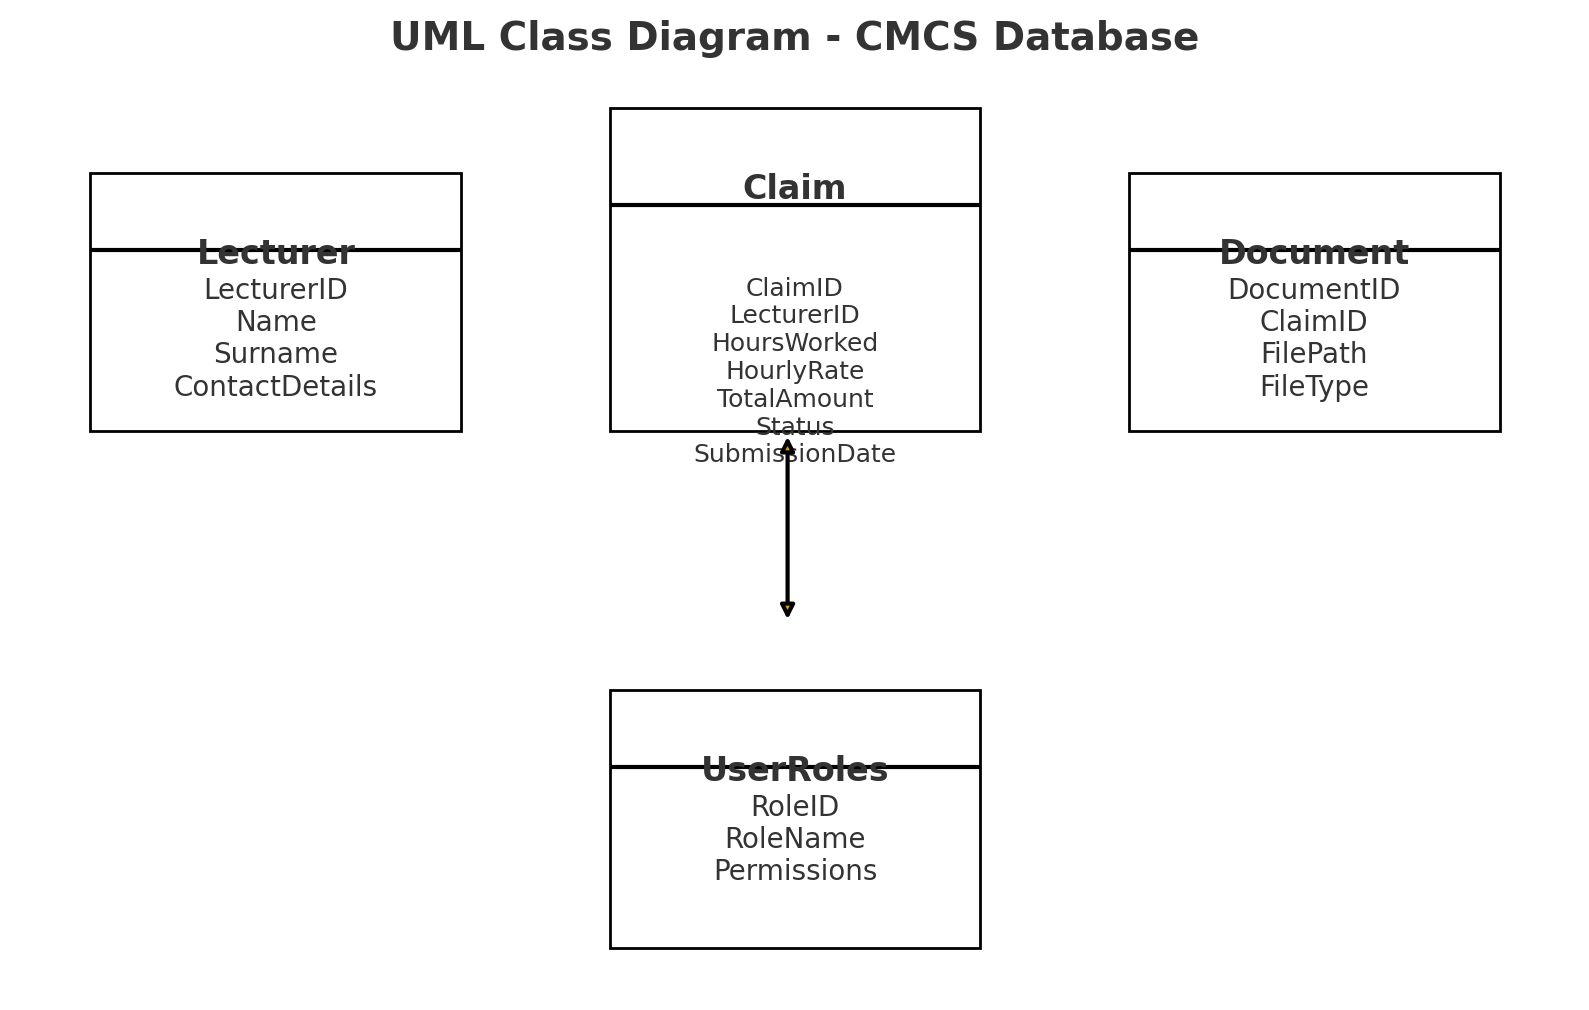 UML Class Diagram - CMCS Database
Lecturer
LecturerID
Name
Surname
ContactDetails
Claim
ClaimID
LecturerID
HoursWorked
HourlyRate
TotalAmount
Status
SubmissionDate
Document
DocumentID
ClaimID
FilePath
FileType
UserRoles
RoleID
RoleName
Permissions